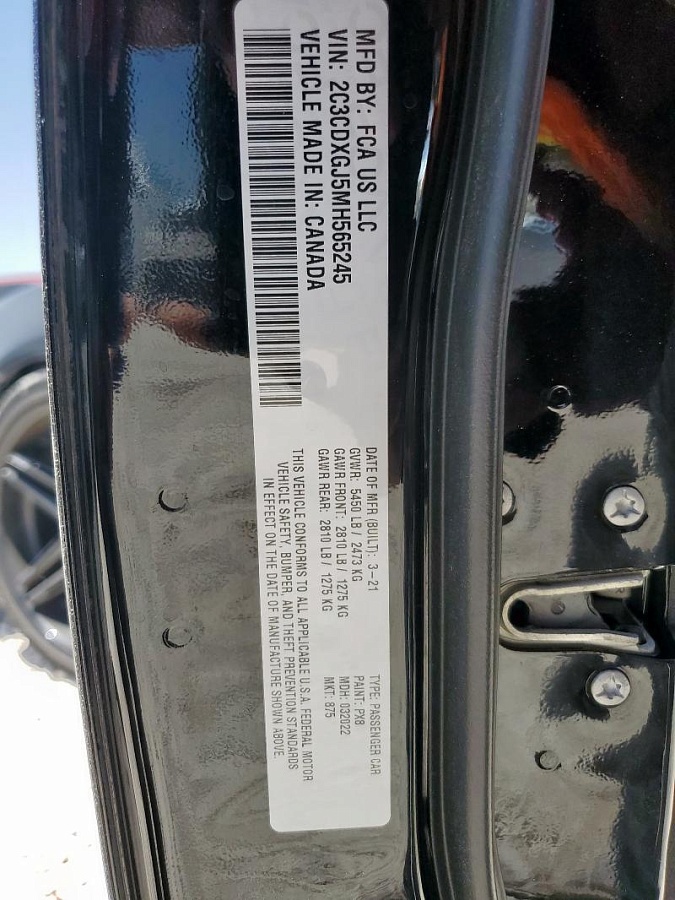 MFD BY: FCA US LLC
VIN: 2C3CDXGJ5MH565245
VEHICLE MADE IN: CANADA
DATE OF MFR (BUILT): 3-21
GVWR: 5450 LB / 2473 KG
GAWR FRONT: 2810 LB / 1275 KG
GAWR REAR: 2810 LB / 1275 KG
THIS VEHICLE CONFORMS TO ALL APPLICABLE U.S.A. FEDERAL MOTOR
VEHICLE SAFETY, BUMPER, AND THEFT PREVENTION STANDARDS
IN EFFECT ON THE DATE OF MANUFACTURE SHOWN ABOVE.
TYPE: PASSENGER CAR
PAINT: PX8
MDH: 032022
MKT: 875